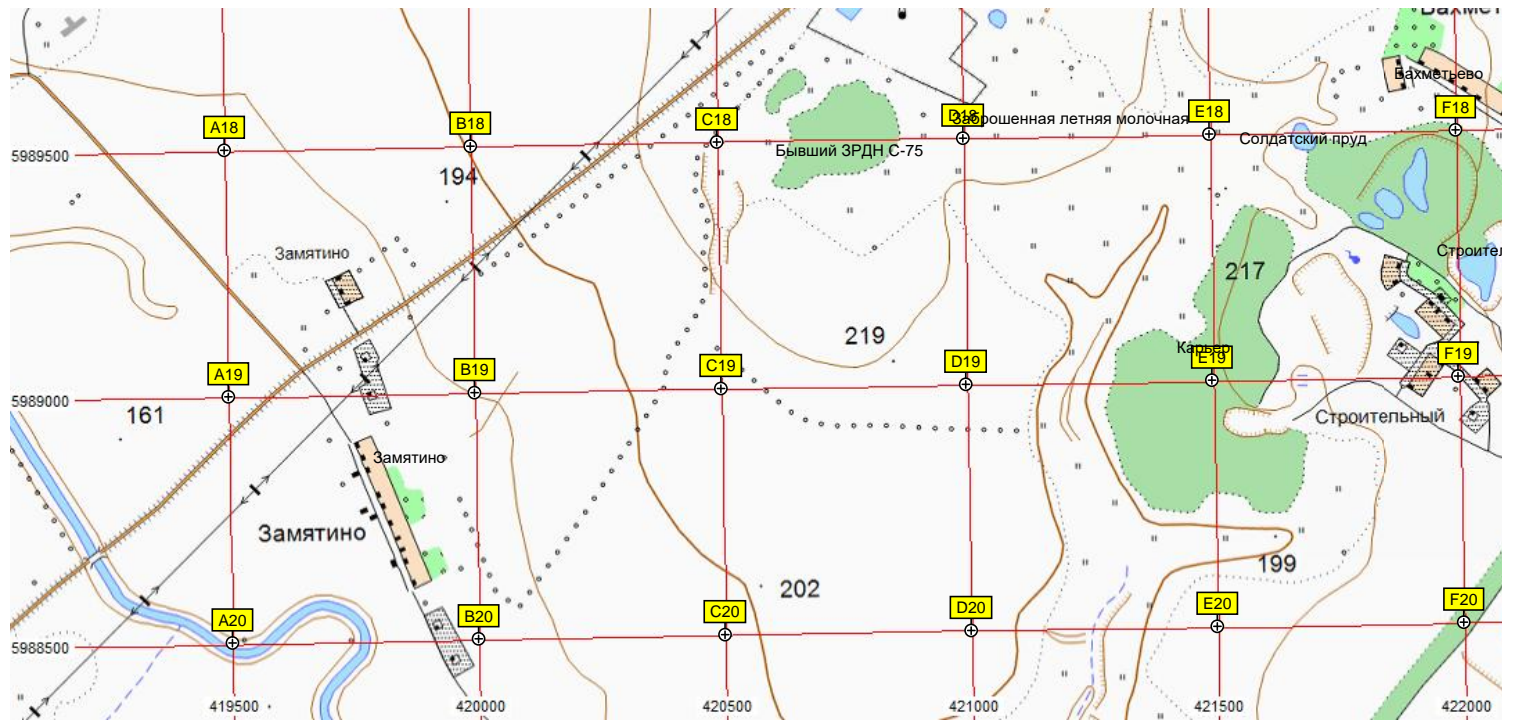 Бахмет
Бахметьево
A18
B18
C18
D18
E18
F18
Заброшенная летняя молочная
Солдатский пруд
Бывший ЗРДН С-75
5989500
194
Замятино
217
Строител
219
Карьер
A19
B19
C19
D19
E19
F19
5989000
161
Строительный
Замятино
Замятино
199
202
A20
B20
C20
D20
E20
F20
5988500
419500
420000
420500
421000
421500
422000